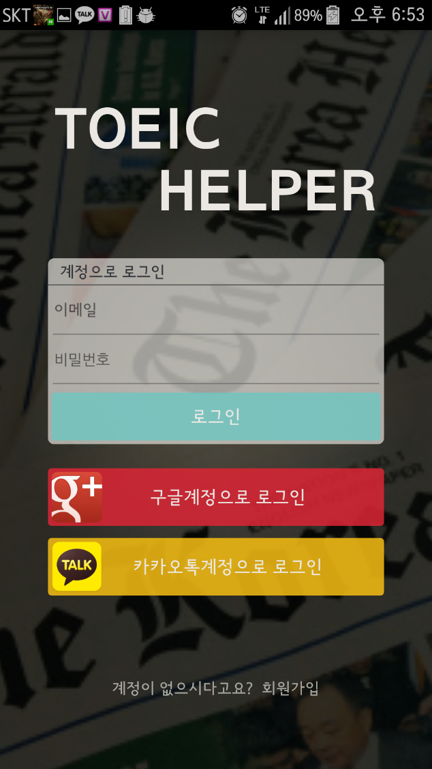 SKT TALK LTE 89% 오후 6:53
TOEIC
HELPER
계정으로 로그인
이메일
비밀번호
로그인
g+ 구글계정으로 로그인
TALK 카카오톡계정으로 로그인
계정이 없으시다고요? 회원가입